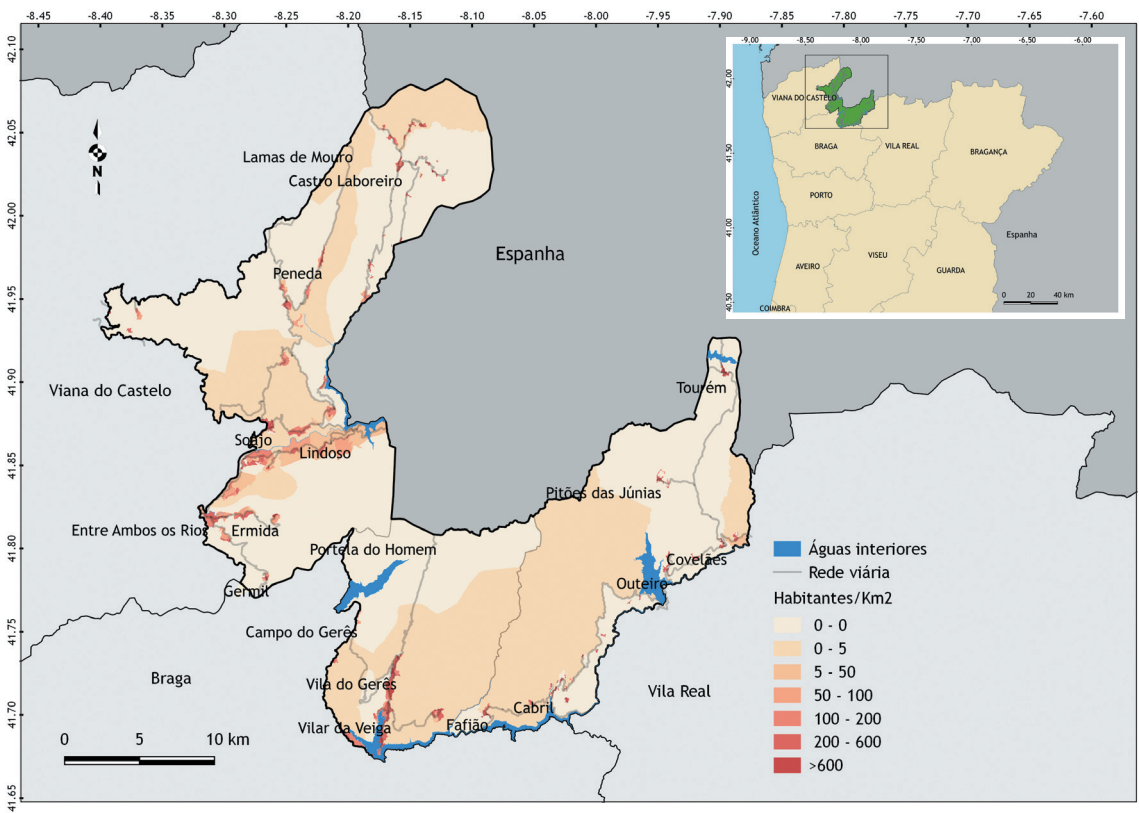 -8.45
-8.40
-8.35
-8.30
-8.25
-8.20
-8.15
-8.10
-8.05
-8.00
-7.95
-7.90
-7.85
-7.80
-7.75
-7.70
-7.65
-7.60
42.10
42.05
42.00
41.95
41.90
41.85
41.80
41.75
41.70
41.65
N
-9.00
-8.50
-8.00
-7.50
-7.00
-6.50
-6.00
42,00
41,50
41,00
40,50
VIANA DO CASTELO
BRAGA
VILA REAL
BRAGANÇA
PORTO
Oceano Atlântico
AVEIRO
VISEU
Espanha
GUARDA
COIMBRA
0 20 40 km
Lamas de Mouro
Castro Laboreiro
Espanha
Peneda
Viana do Castelo
Tourém
Soajo
Lindoso
Pitões das Júnias
Entre Ambos os Rios
Ermida
Portela do Homem
Covelães
Outeiro
Germil
Campo do Gerês
Braga
Vila do Gerês
Vila Real
Cabril
Vilar da Veiga
Fafião
0 5 10 km
Águas interiores
Rede viária
Habitantes/Km2
0 - 0
0 - 5
5 - 50
50 - 100
100 - 200
200 - 600
>600